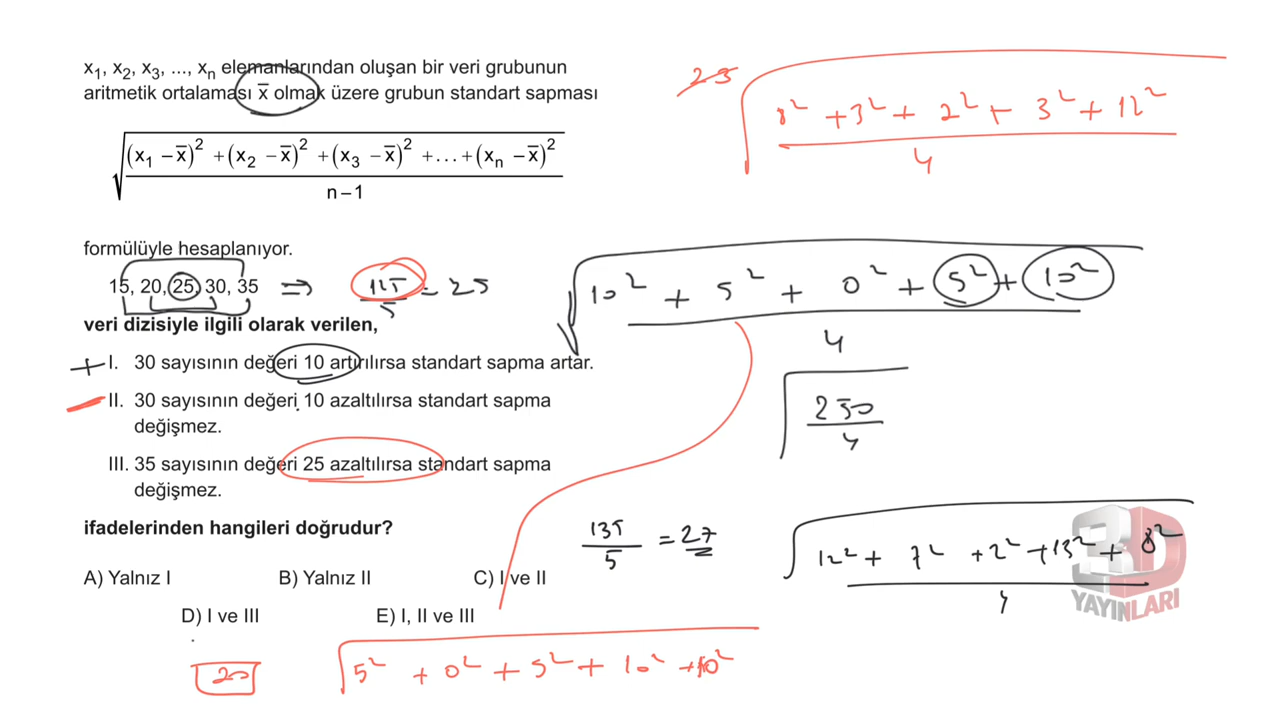 x₁, x₂, x₃, ..., xₙ elemanlarından oluşan bir veri grubunun
aritmetik ortalaması x̄ olmak üzere grubun standart sapması
√((x₁ – x̄)² + (x₂ – x̄)² + (x₃ – x̄)² + ... + (xₙ – x̄)² / n – 1)
formülüyle hesaplanıyor.
15, 20, 25, 30, 35 ⇒ 125/5 = 25
veri dizisiyle ilgili olarak verilen,
+ I. 30 sayısının değeri 10 artırılırsa standart sapma artar.
– II. 30 sayısının değeri 10 azaltılırsa standart sapma
değişmez.
III. 35 sayısının değeri 25 azaltılırsa standart sapma
değişmez.
ifadelerinden hangileri doğrudur?
A) Yalnız I B) Yalnız II C) I ve II
D) I ve III E) I, II ve III
20
√(5² + 0² + 5² + 10² + 10²
23
√(8² + 3² + 2² + 3² + 12² / 4)
√(10² + 5² + 0² + 5² + 10² / 4)
√(250 / 4)
135/5 = 27
√(12² + 7² + 2² + 13² + 8² / 4)
3D
YAYINLARI